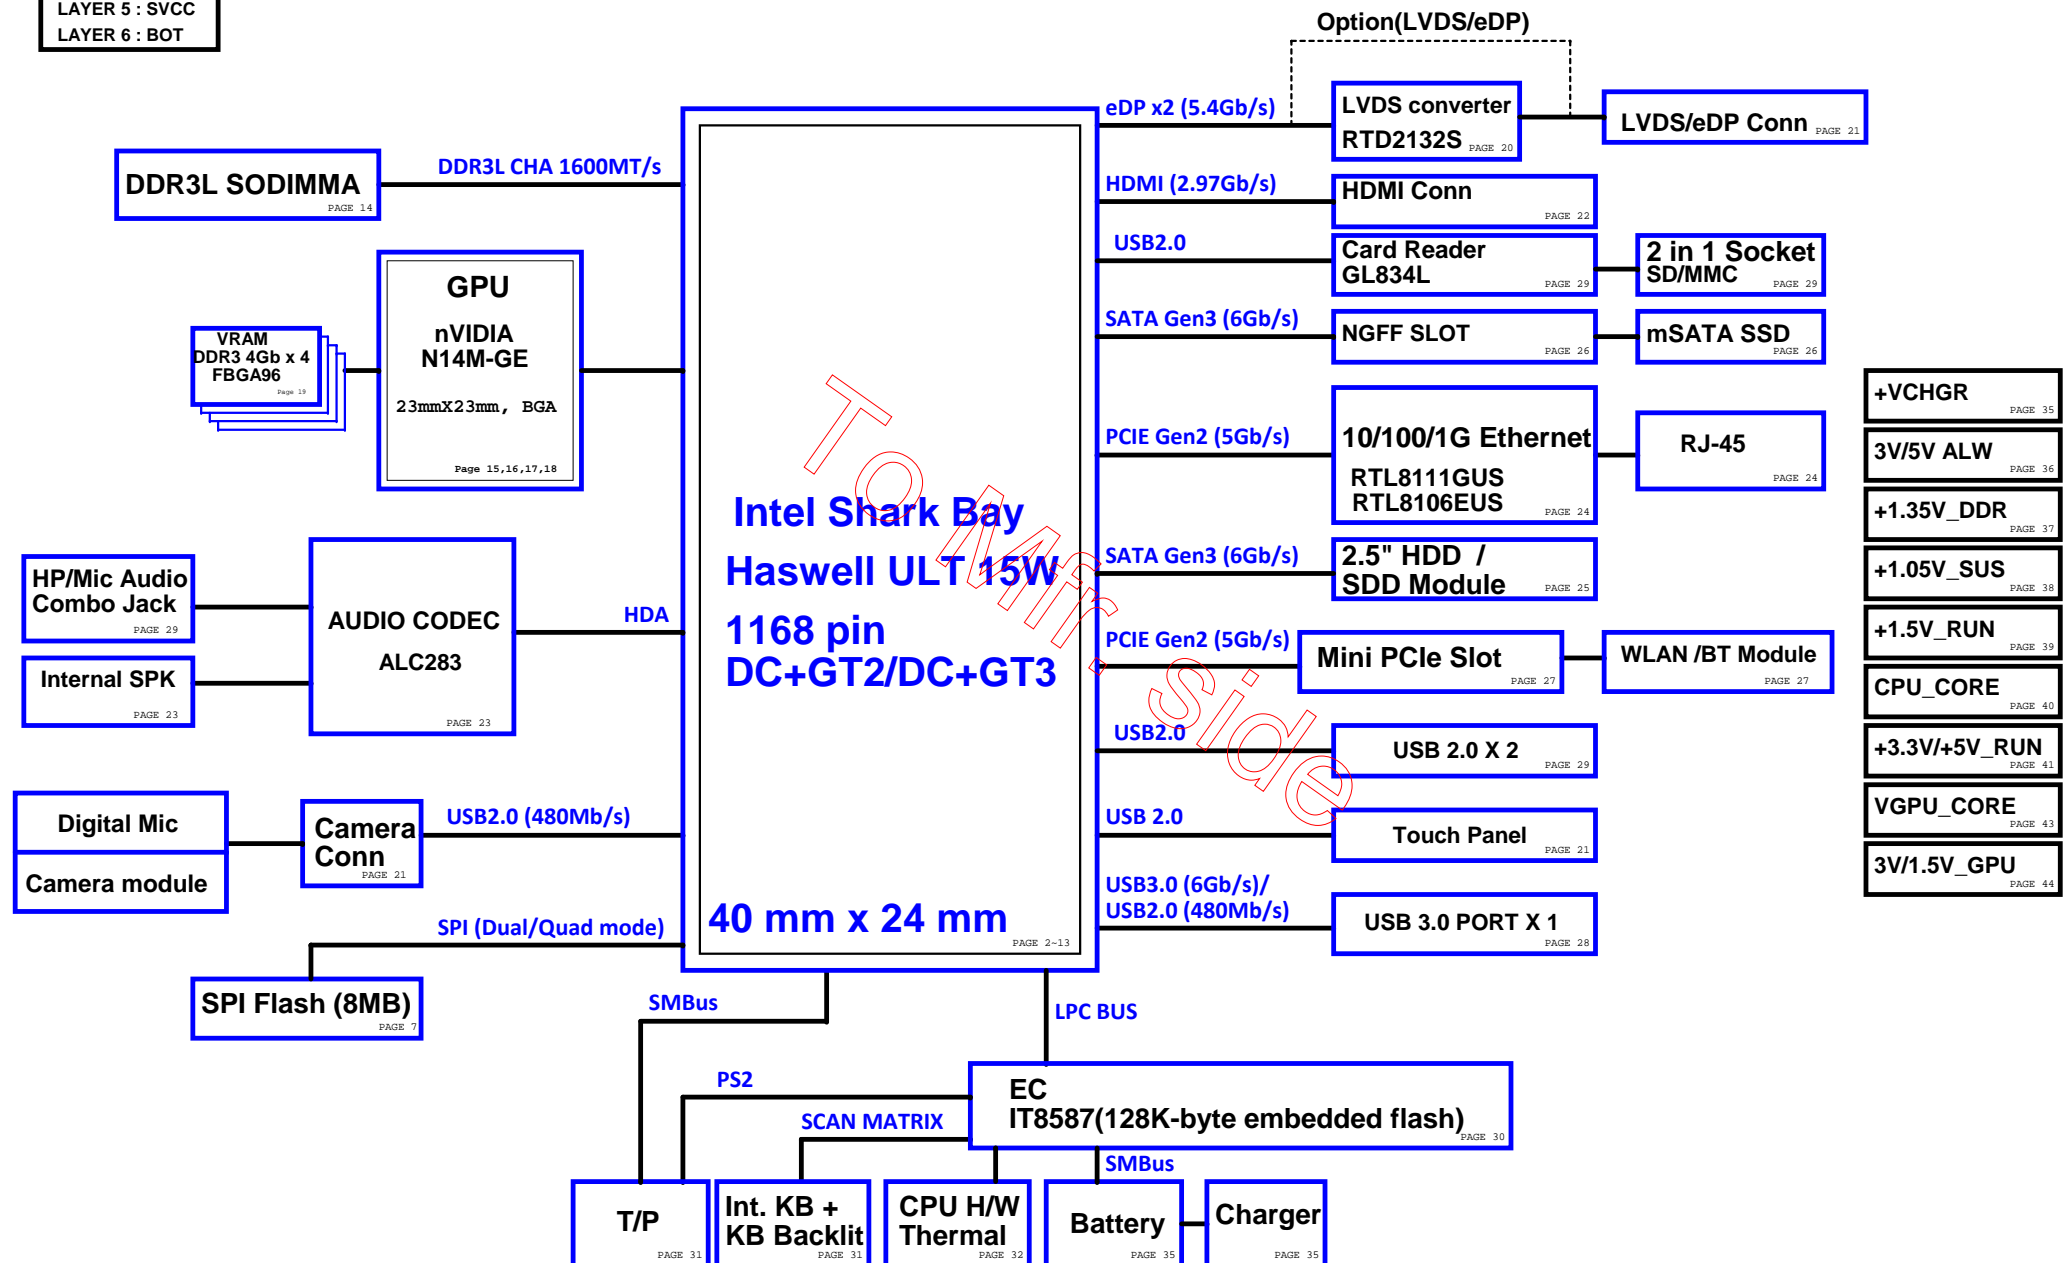 LAYER 5 : SVCC
LAYER 6 : BOT
Option(LVDS/eDP)
eDP x2 (5.4Gb/s)
LVDS converter
RTD2132S
PAGE 20
LVDS/eDP Conn
PAGE 21
DDR3L SODIMMA
PAGE 14
DDR3L CHA 1600MT/s
HDMI (2.97Gb/s)
HDMI Conn
PAGE 22
USB2.0
Card Reader
GL834L
PAGE 29
2 in 1 Socket
SD/MMC
PAGE 29
GPU
nVIDIA
N14M-GE
23mmX23mm, BGA
Page 15,16,17,18
VRAM
DDR3 4Gb x 4
FBGA96
Page 19
SATA Gen3 (6Gb/s)
NGFF SLOT
PAGE 26
mSATA SSD
PAGE 26
PCIE Gen2 (5Gb/s)
10/100/1G Ethernet
RTL8111GUS
RTL8106EUS
PAGE 24
RJ-45
PAGE 24
Intel Shark Bay
Haswell ULT 15W
1168 pin
DC+GT2/DC+GT3
40 mm x 24 mm
PAGE 2~13
To Mfr. side
SATA Gen3 (6Gb/s)
2.5" HDD /
SDD Module
PAGE 25
HP/Mic Audio
Combo Jack
PAGE 29
Internal SPK
PAGE 23
AUDIO CODEC
ALC283
PAGE 23
HDA
PCIE Gen2 (5Gb/s)
Mini PCIe Slot
PAGE 27
WLAN /BT Module
PAGE 27
USB2.0
USB 2.0 X 2
PAGE 29
Digital Mic
Camera module
Camera
Conn
PAGE 21
USB2.0 (480Mb/s)
USB 2.0
Touch Panel
PAGE 21
USB3.0 (6Gb/s)/
USB2.0 (480Mb/s)
USB 3.0 PORT X 1
PAGE 28
SPI (Dual/Quad mode)
SPI Flash (8MB)
PAGE 7
SMBus
LPC BUS
PS2
SCAN MATRIX
EC
IT8587(128K-byte embedded flash)
PAGE 30
SMBus
T/P
PAGE 31
Int. KB +
KB Backlit
PAGE 31
CPU H/W
Thermal
PAGE 32
Battery
PAGE 35
Charger
PAGE 35
+VCHGR
PAGE 35
3V/5V ALW
PAGE 36
+1.35V_DDR
PAGE 37
+1.05V_SUS
PAGE 38
+1.5V_RUN
PAGE 39
CPU_CORE
PAGE 40
+3.3V/+5V_RUN
PAGE 41
VGPU_CORE
PAGE 43
3V/1.5V_GPU
PAGE 44